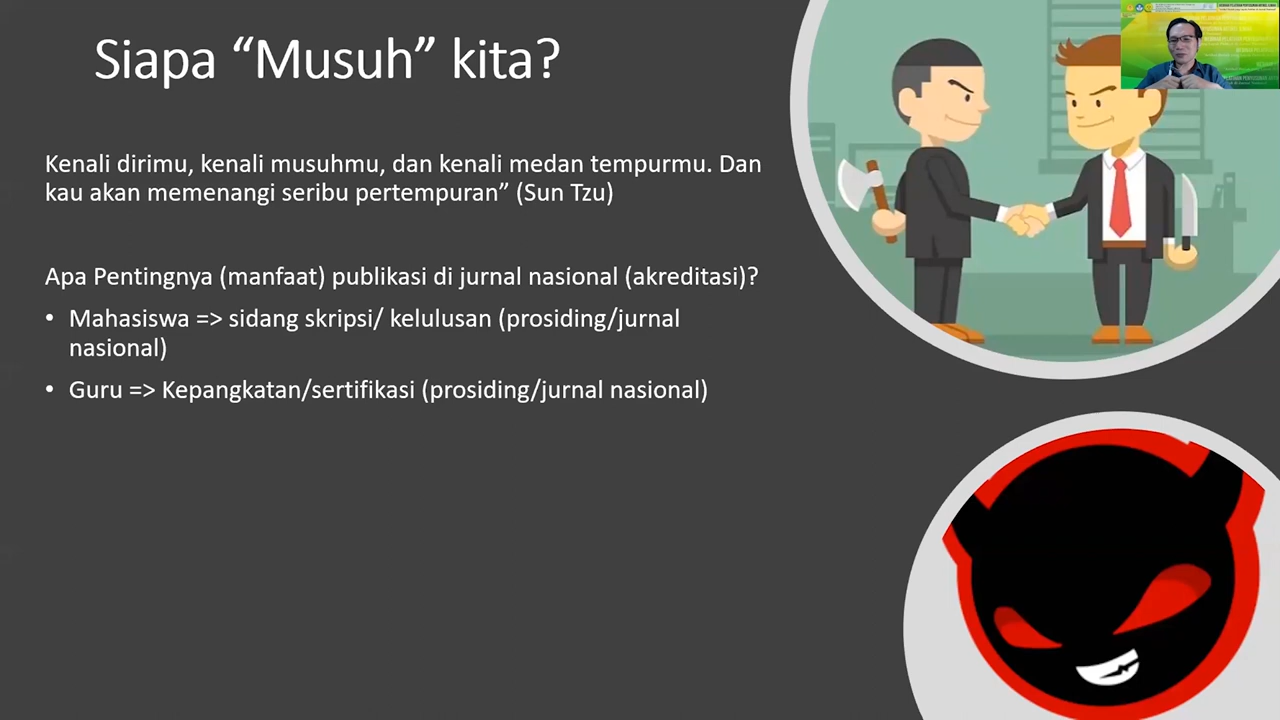 Siapa “Musuh” kita?
Kenali dirimu, kenali musuhmu, dan kenali medan tempurmu. Dan
kau akan memenangi seribu pertempuran” (Sun Tzu)
Apa Pentingnya (manfaat) publikasi di jurnal nasional (akreditasi)?
• Mahasiswa => sidang skripsi/ kelulusan (prosiding/jurnal
nasional)
• Guru => Kepangkatan/sertifikasi (prosiding/jurnal nasional)